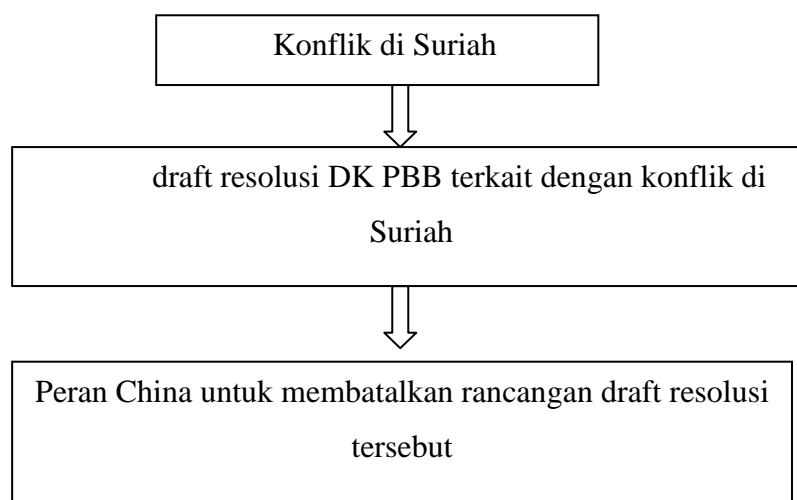 Konflik di Suriah
draft resolusi DK PBB terkait dengan konflik di
Suriah
Peran China untuk membatalkan rancangan draft resolusi
tersebut